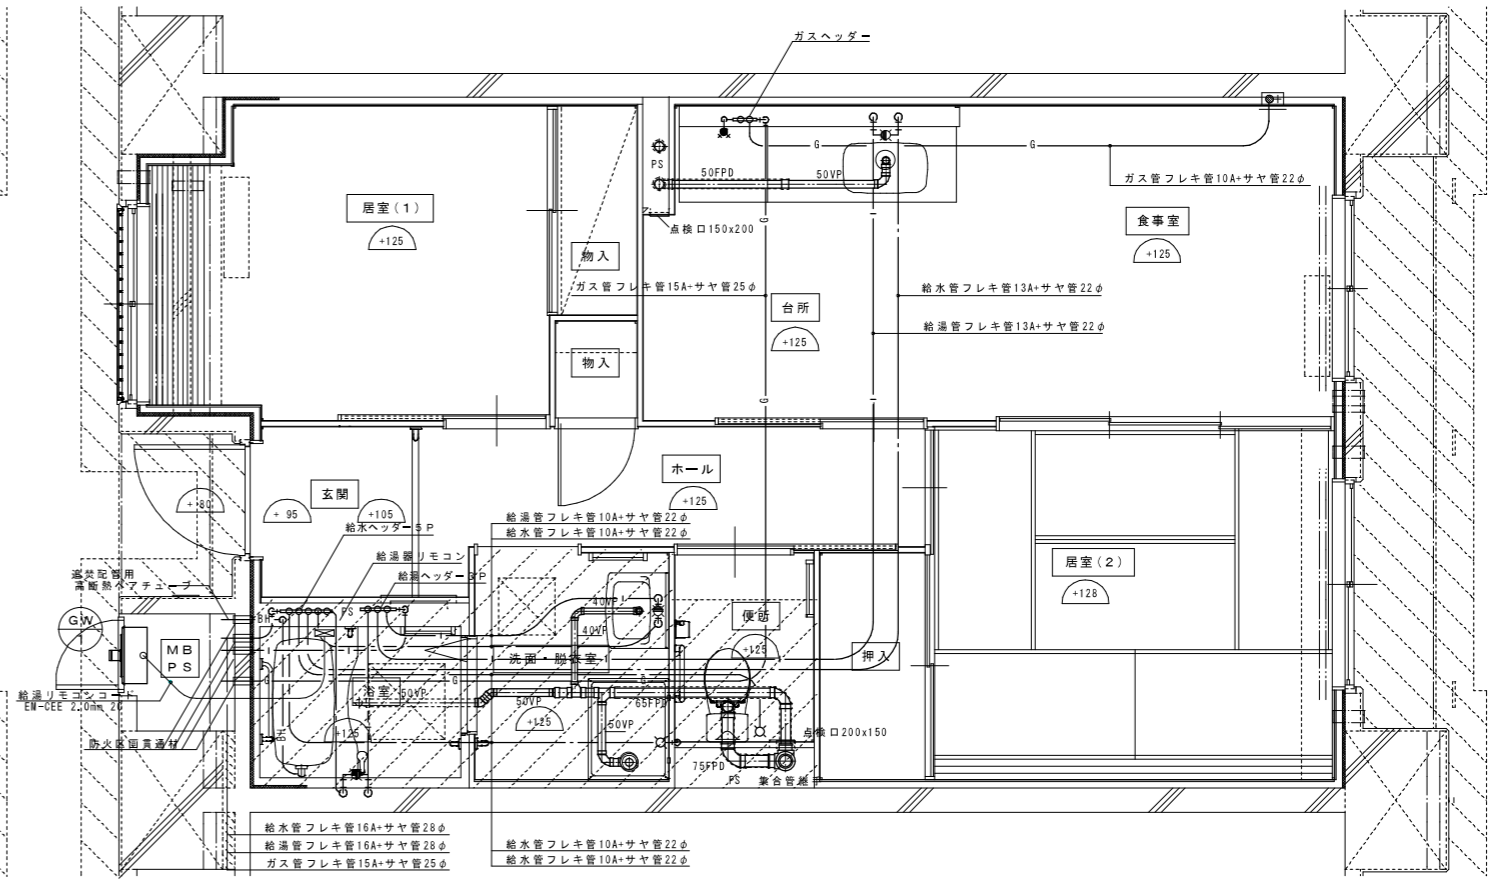 ガスヘッダー
PS
50FPD
50VP
G
G
ガス管フレキ管10A+サヤ管22φ
居室(1)
+125
点検口150x200
食事室
+125
物入
ガス管フレキ管15A+サヤ管25φ
G
台所
+125
給水管フレキ管13A+サヤ管22φ
給湯管フレキ管13A+サヤ管22φ
物入
G
ホール
+125
玄関
+ 95
+105
+ 80
給水ヘッダー５P
給湯管フレキ管10A+サヤ管22φ
給水管フレキ管10A+サヤ管22φ
給湯器リモコン
給湯ヘッダー３P
居室(2)
+128
追焚配管用
高断熱ペアチューブ
GW
1
BH
PS
40VP
40VP
便所
+125
MB
PS
洗面・脱衣室
押入
G
G
G
浴室
50VP
50VP
65FPD
給湯リモコンコード
EM-CEE 2.0mm 2C
+125
+125
50VP
点検口200x150
防火区画貫通材
BH
75FPD
PS
集合管継
給水管フレキ管16A+サヤ管28φ
給湯管フレキ管16A+サヤ管28φ
ガス管フレキ管15A+サヤ管25φ
給水管フレキ管10A+サヤ管22φ
給水管フレキ管10A+サヤ管22φ